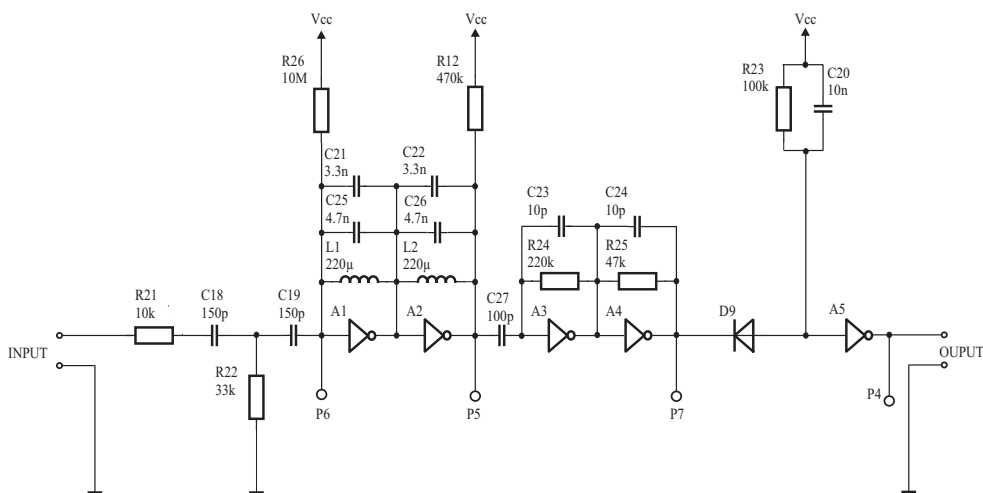 Vcc
Vcc
Vcc
R26
10M
R12
470k
R23
100k
C20
10n
C21
3.3n
C22
3.3n
C25
4.7n
C26
4.7n
C23
10p
C24
10p
L1
220µ
L2
220µ
R24
220k
R25
47k
R21
10k
C18
150p
C19
150p
A1
A2
C27
100p
A3
A4
D9
A5
INPUT
OUPUT
R22
33k
P6
P5
P7
P4